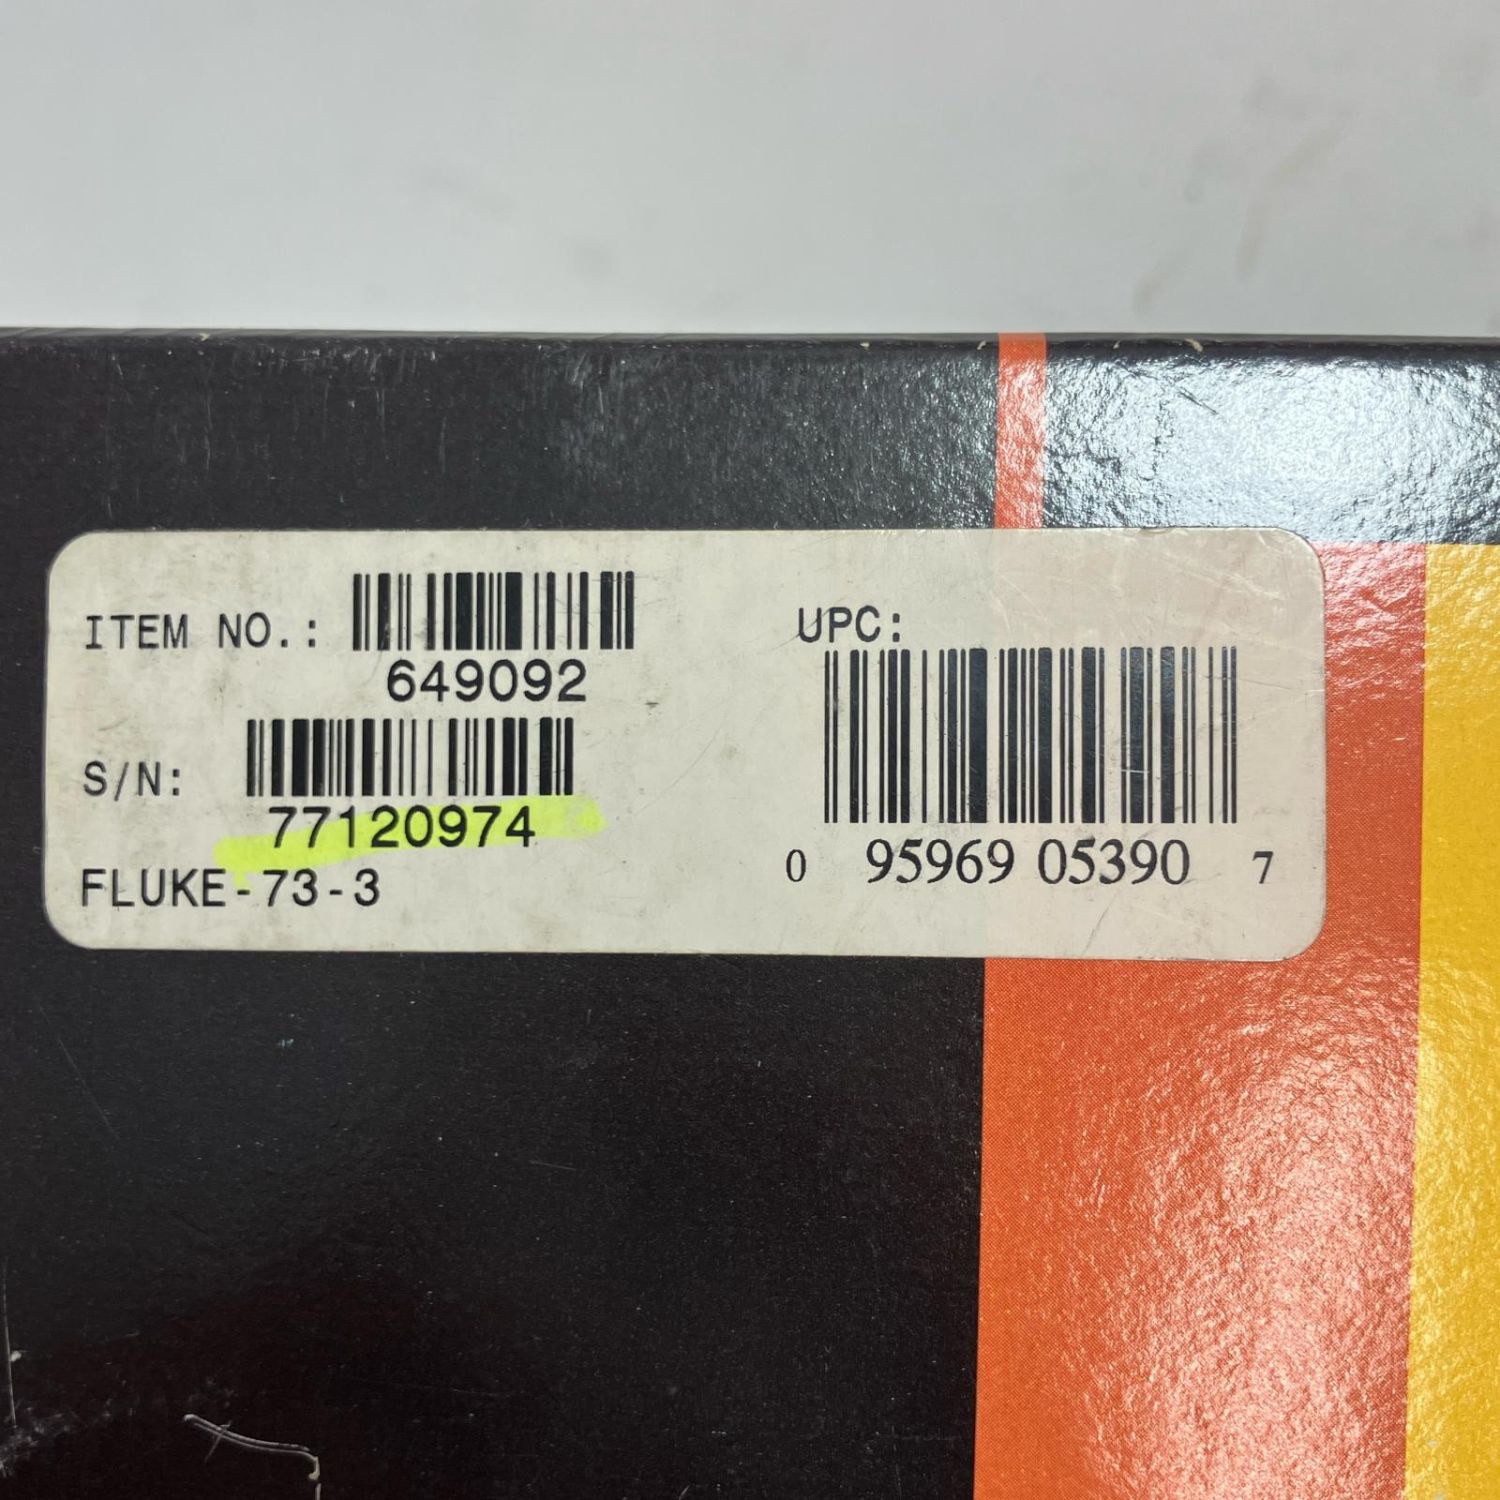 ITEM NO.:
649092
S/N:
77120974
FLUKE-73-3
UPC:
0 95969 05390 7